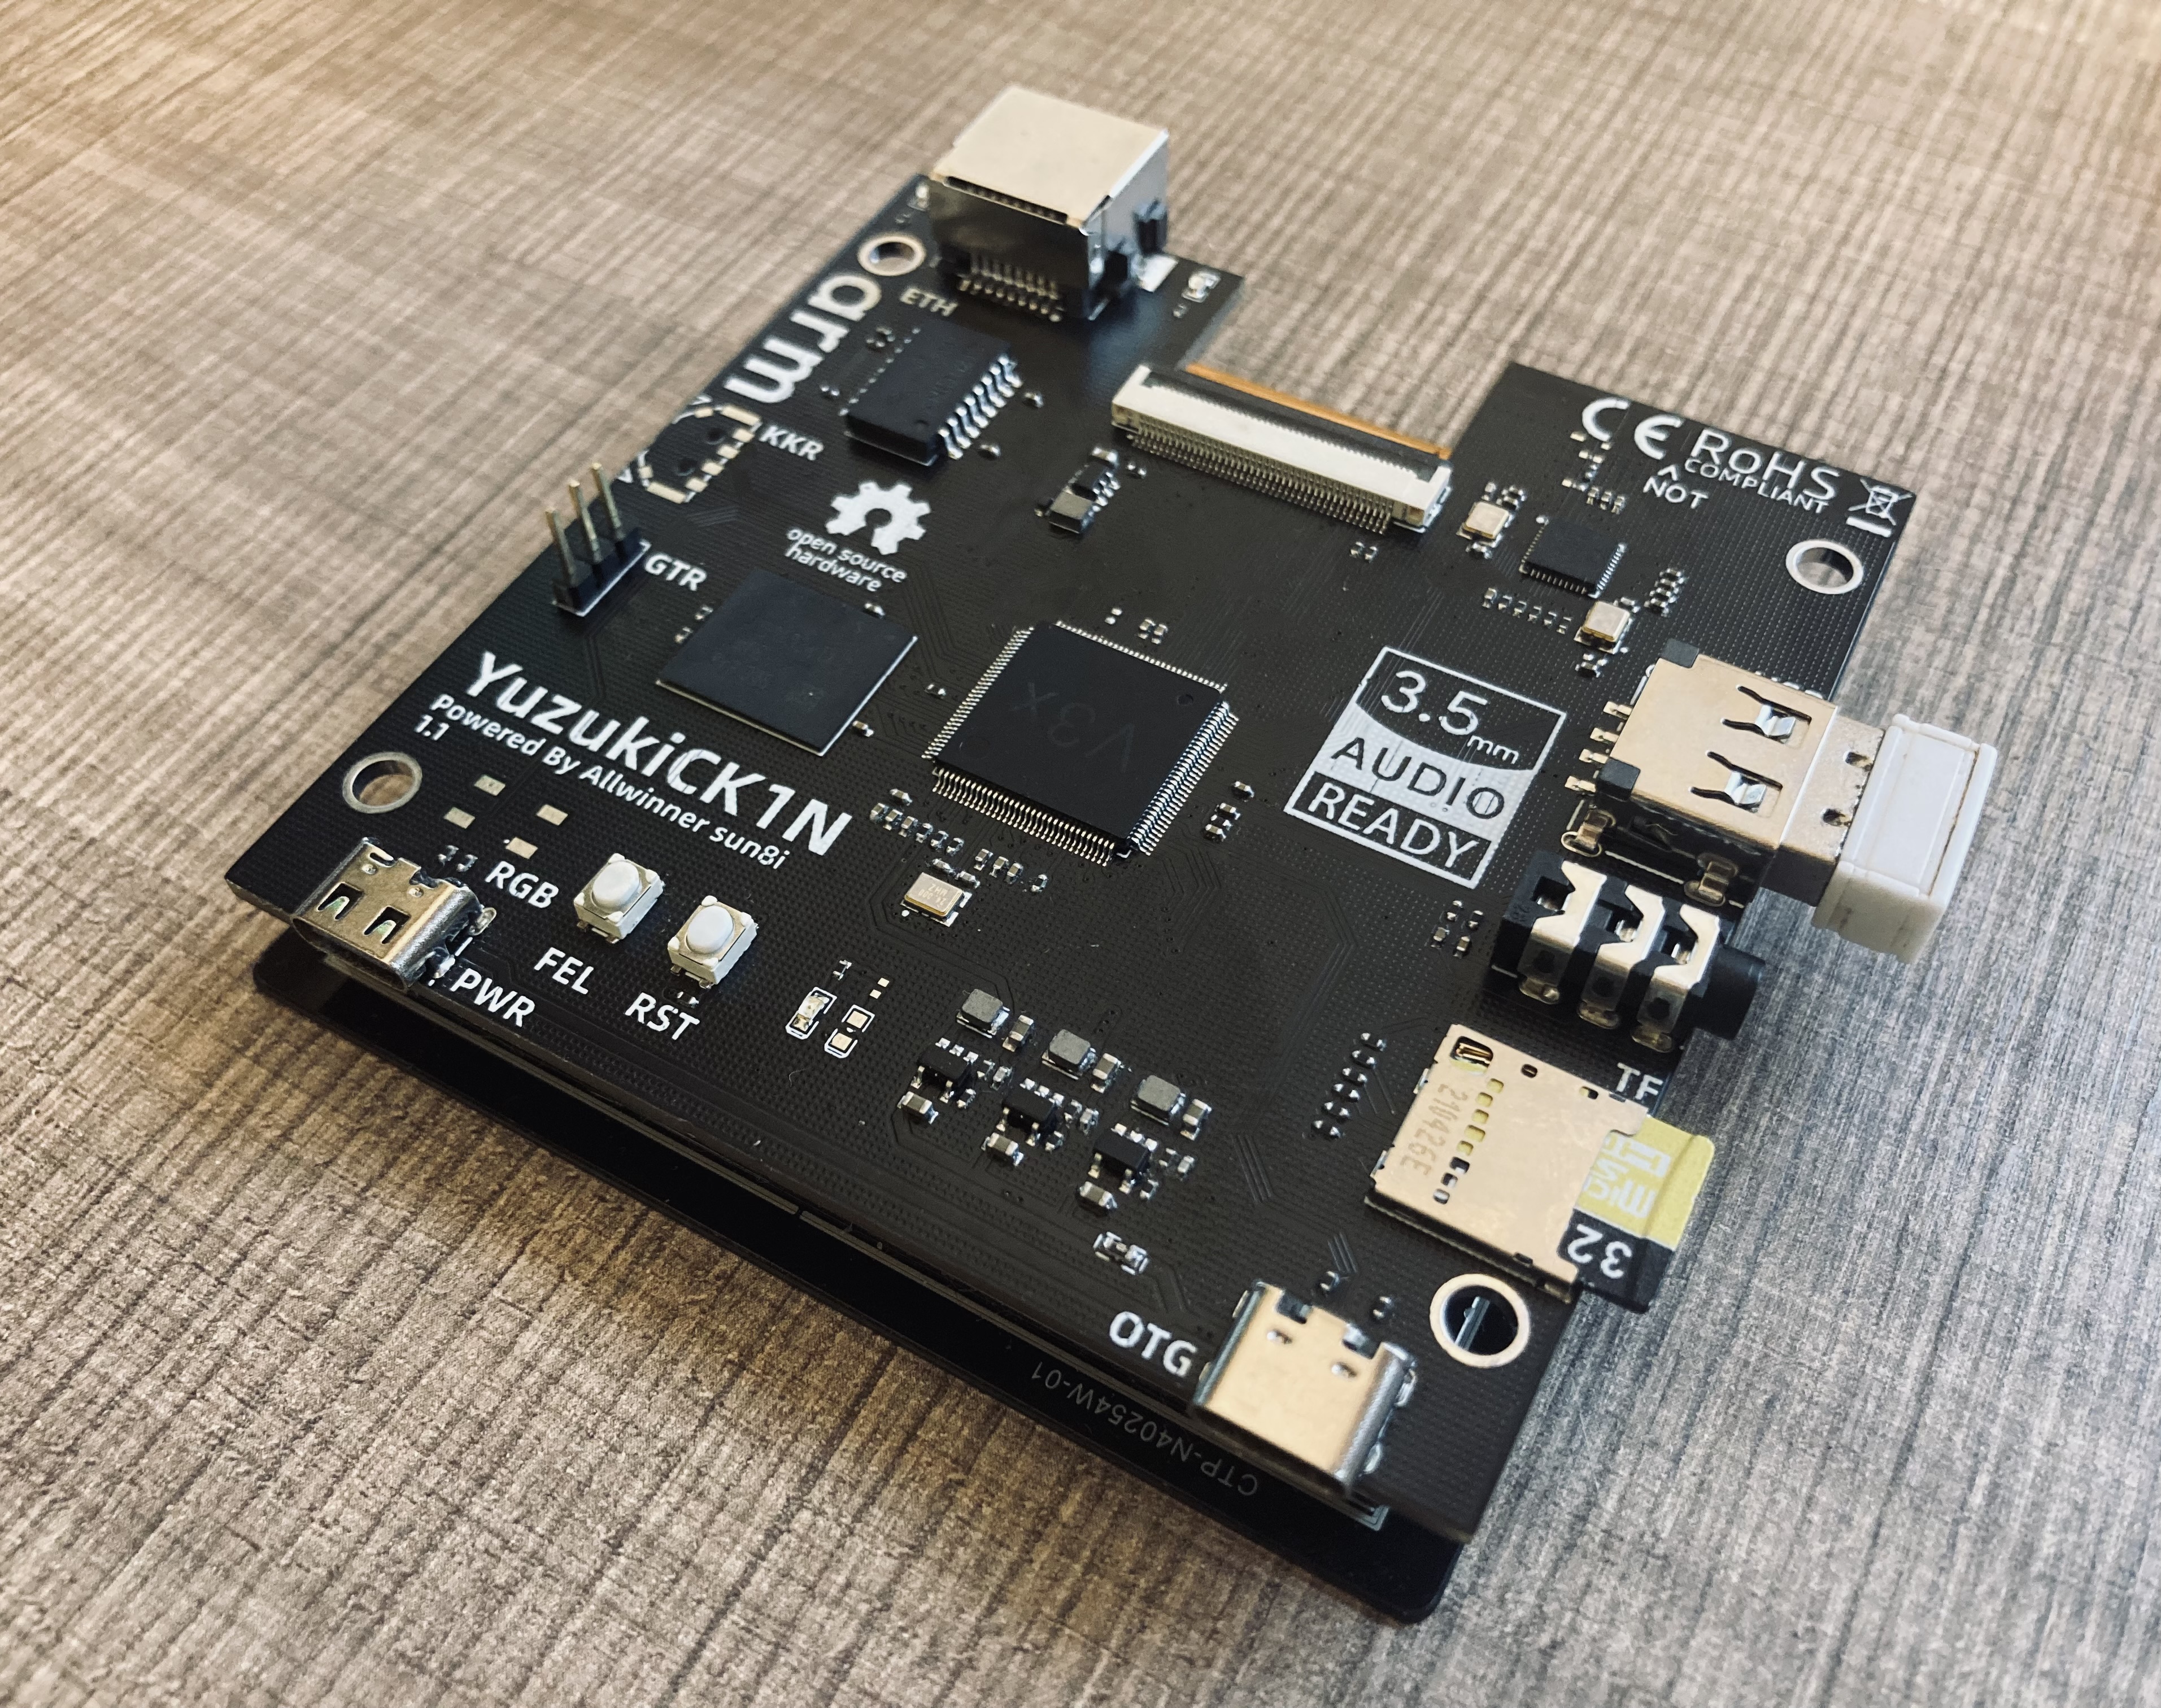 arm
ETH
KKR
open source
hardware
GTR
YuzukiCK1N
Powered By Allwinner sun8i
1.1
RGB
FEL
RST
PWR
V3x
CE RoHS
COMPLIANT
^
NOT
3.5mm
AUDIO
READY
TF
210426E
32
OTG
CTP-N40254W-01